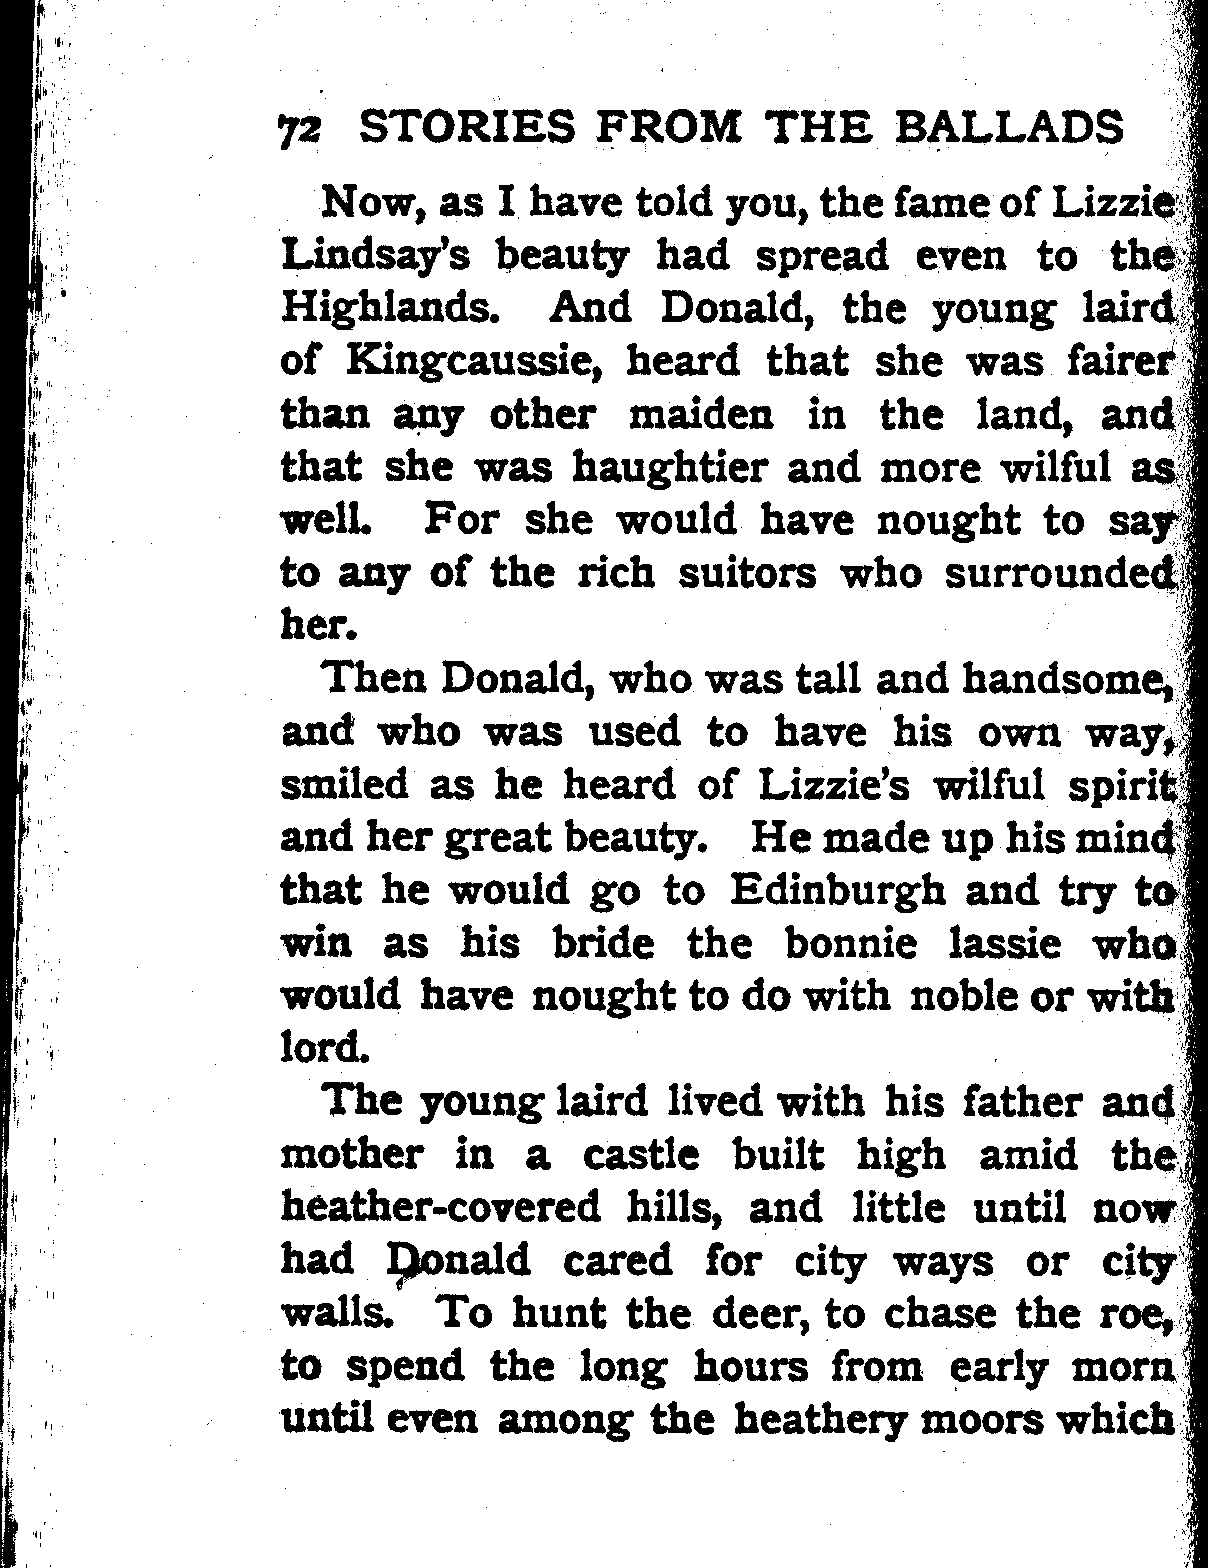 72 STORIES FROM THE BALLADS
Now, as I have told you, the fame of Lizzie
Lindsay's beauty had spread even to the
Highlands. And Donald, the young laird
of Kingcaussie, heard that she was fairer
than any other maiden in the land, and
that she was haughtier and more wilful as
well. For she would have nought to say
to any of the rich suitors who surrounded
her.
Then Donald, who was tall and handsome,
and who was used to have his own way,
smiled as he heard of Lizzie's wilful spirit
and her great beauty. He made up his mind
that he would go to Edinburgh and try to
win as his bride the bonnie lassie who
would have nought to do with noble or with
lord.
The young laird lived with his father and
mother in a castle built high amid the
heather-covered hills, and little until now
had Donald cared for city ways or city
walls. To hunt the deer, to chase the roe,
to spend the long hours from early morn
until even among the heathery moors which